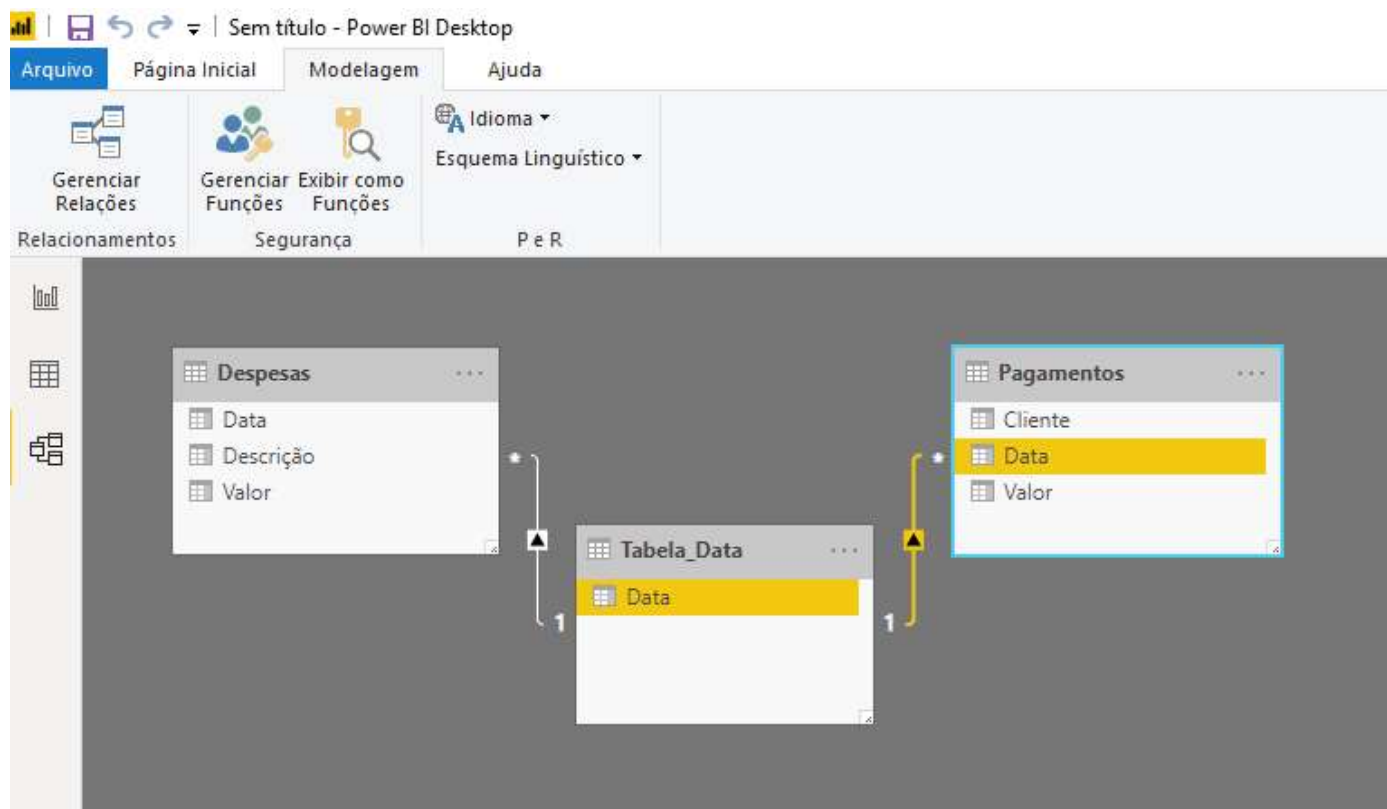 Sem título - Power BI Desktop
Arquivo Página Inicial Modelagem Ajuda
Gerenciar Relações
Gerenciar Funções
Exibir como Funções
Idioma
Esquema Linguístico
Relacionamentos Segurança P e R
Despesas
Data
Descrição
Valor
*
1
Tabela_Data
Data
1
*
Pagamentos
Cliente
Data
Valor